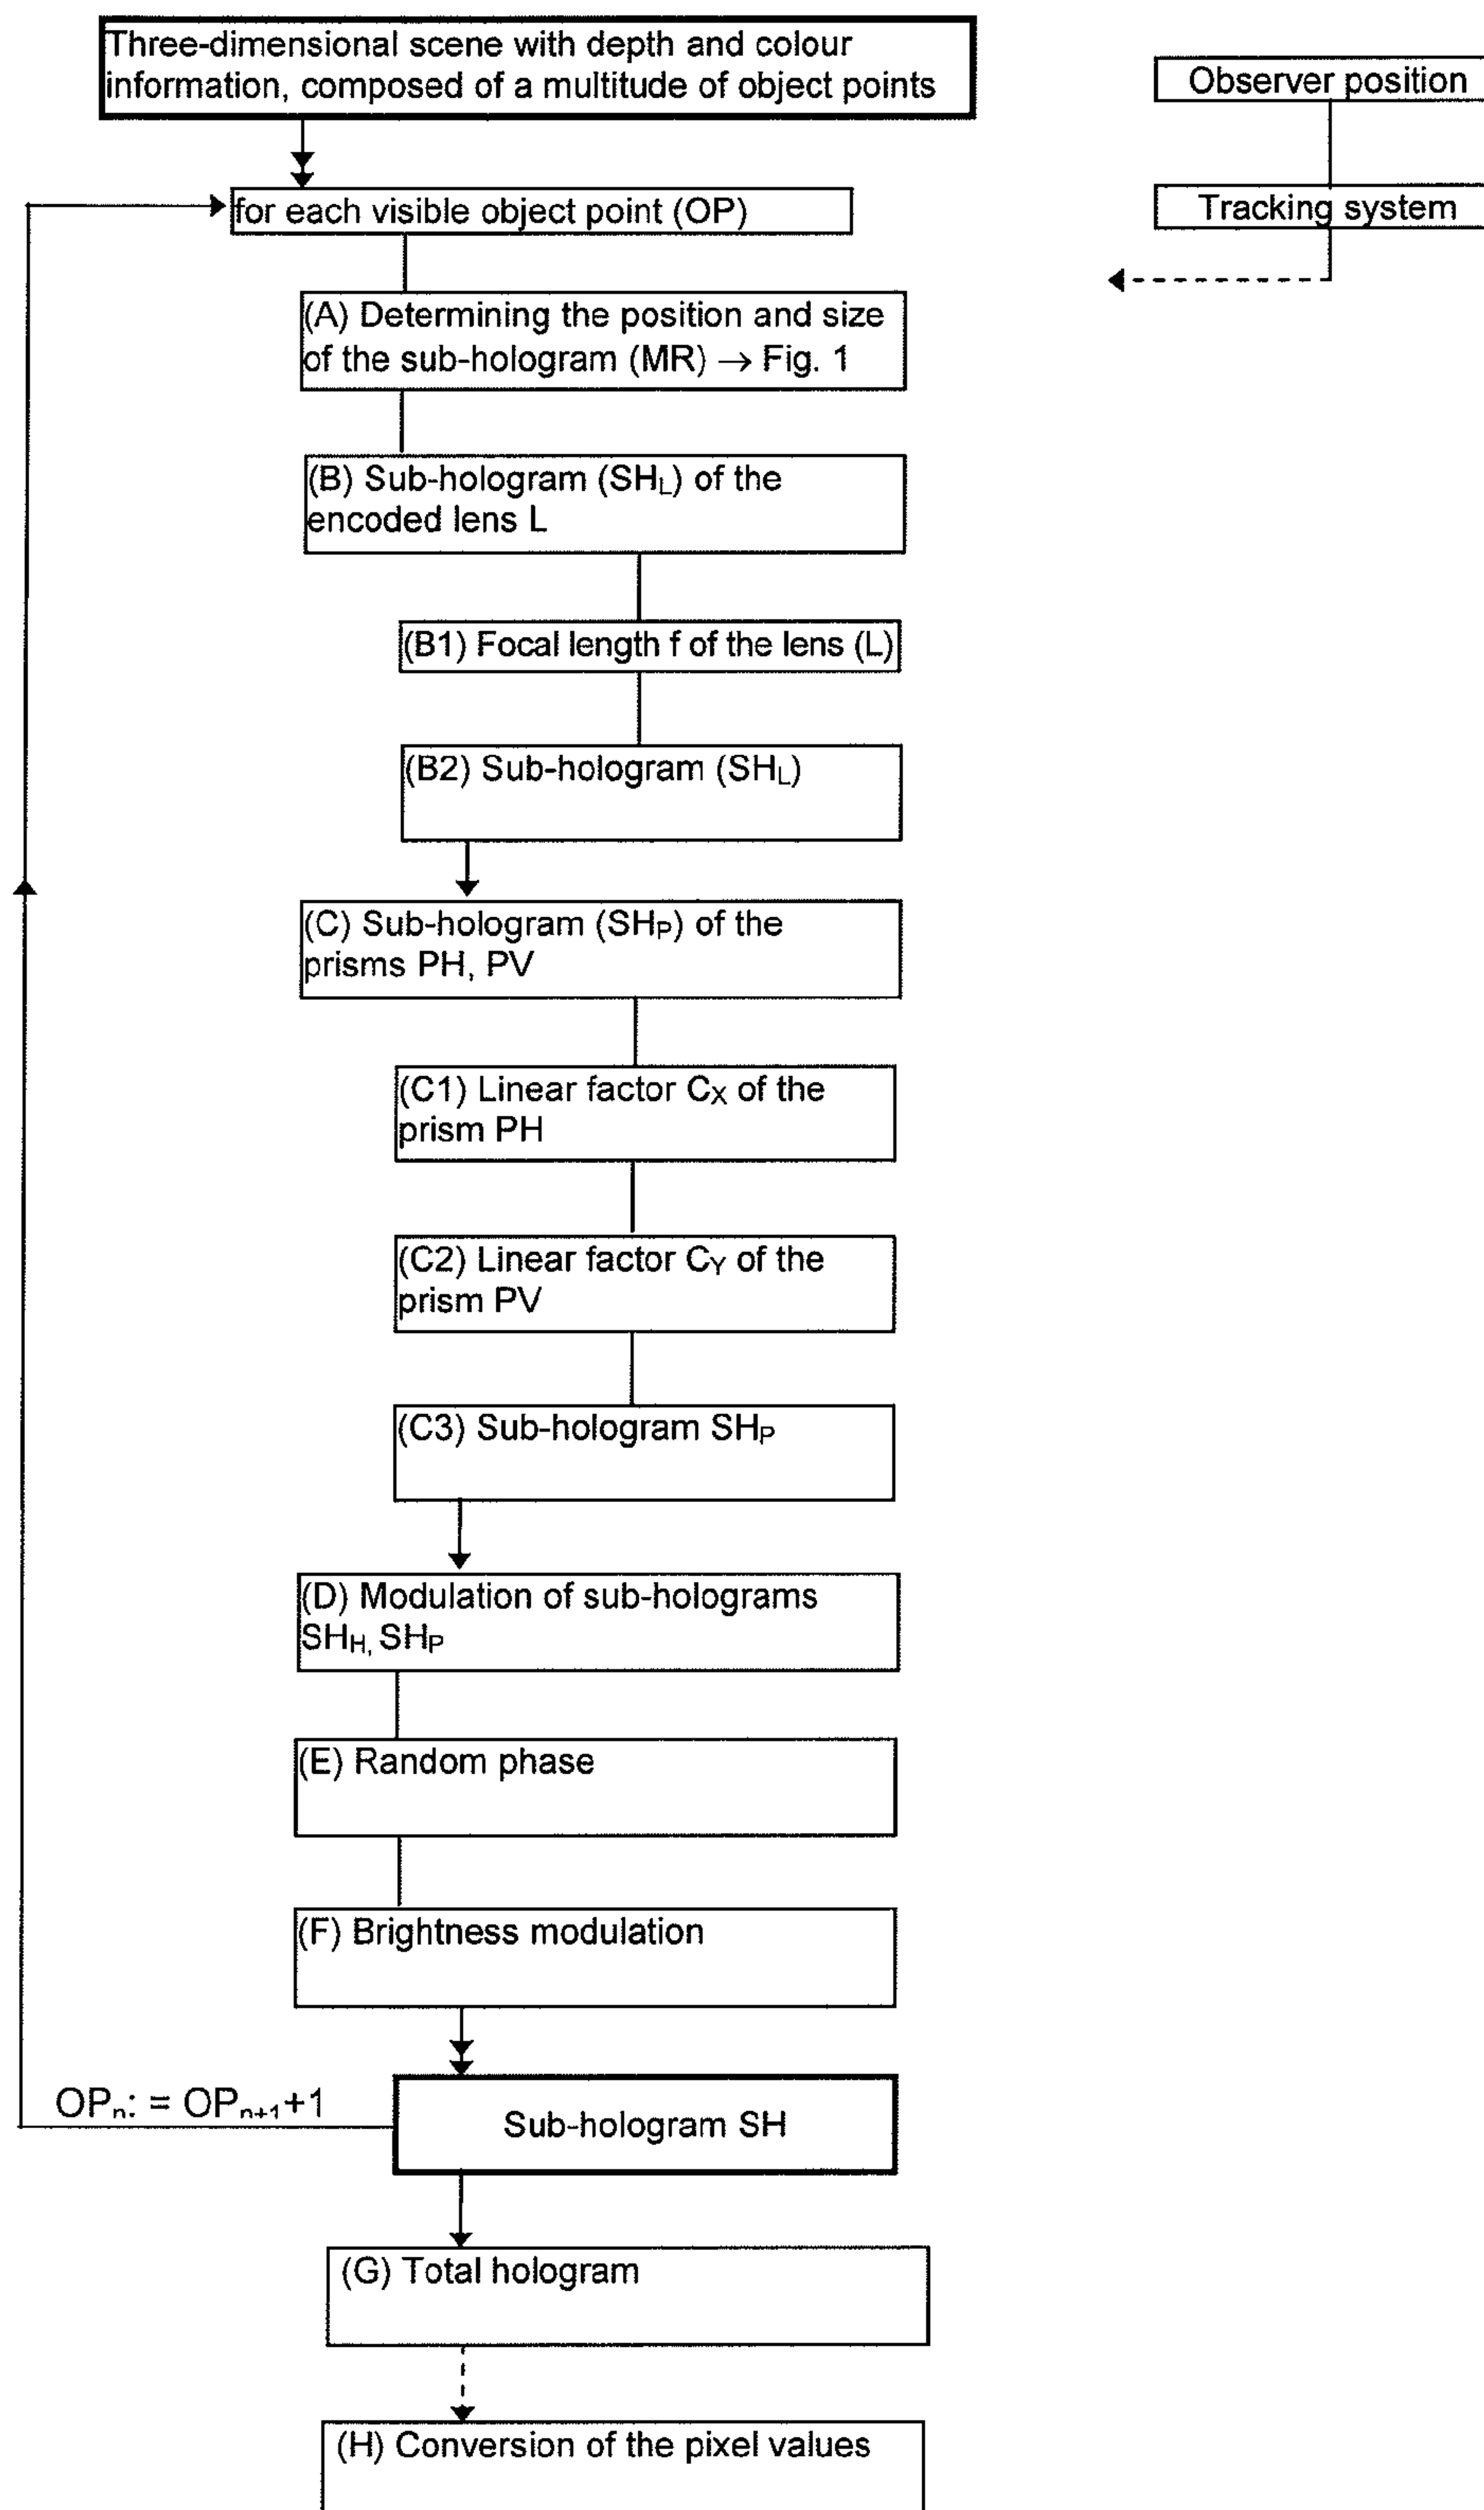 Three-dimensional scene with depth and colour
information, composed of a multitude of object points
Observer position
for each visible object point (OP)
Tracking system
(A) Determining the position and size
of the sub-hologram (MR) → Fig. 1
(B) Sub-hologram (SHL) of the
encoded lens L
(B1) Focal length f of the lens (L)
(B2) Sub-hologram (SHL)
(C) Sub-hologram (SHP) of the
prisms PH, PV
(C1) Linear factor CX of the
prism PH
(C2) Linear factor CY of the
prism PV
(C3) Sub-hologram SHP
(D) Modulation of sub-holograms
SHH, SHP
(E) Random phase
(F) Brightness modulation
OPn: = OPn+1+1
Sub-hologram SH
(G) Total hologram
(H) Conversion of the pixel values